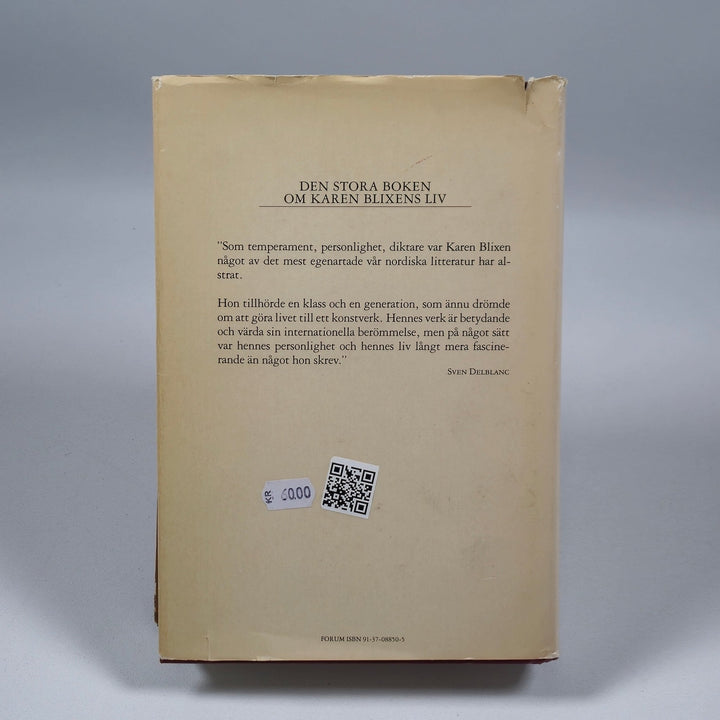 DEN STORA BOKEN
OM KAREN BLIXENS LIV
"Som temperament, personlighet, diktare var Karen Blixen
något av det mest egenartade vår nordiska litteratur har al-
strat.
Hon tillhörde en klass och en generation, som ännu drömde
om att göra livet till ett konstverk. Hennes verk är betydande
och värda sin internationella berömmelse, men på något sätt
var hennes personlighet och hennes liv långt mera fascine-
rande än något hon skrev."
SVEN DELBLANC
KR 60.00
FORUM ISBN 91-37-08850-5